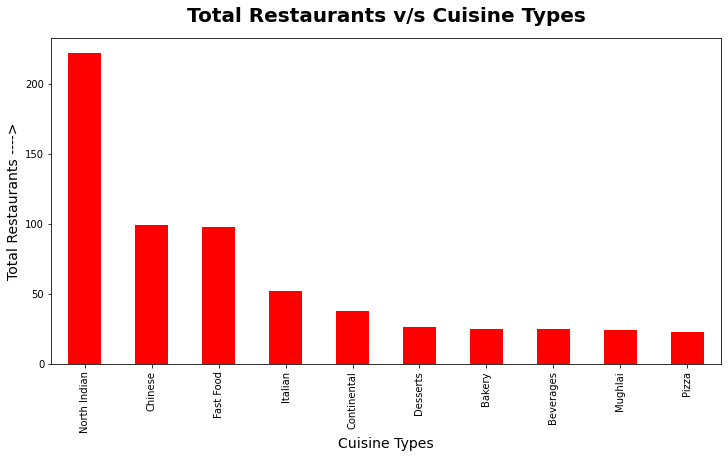 Total Restaurants v/s Cuisine Types
Total Restaurants ---->
200
150
100
50
0
North Indian
Chinese
Fast Food
Italian
Continental
Desserts
Bakery
Beverages
Mughlai
Pizza
Cuisine Types